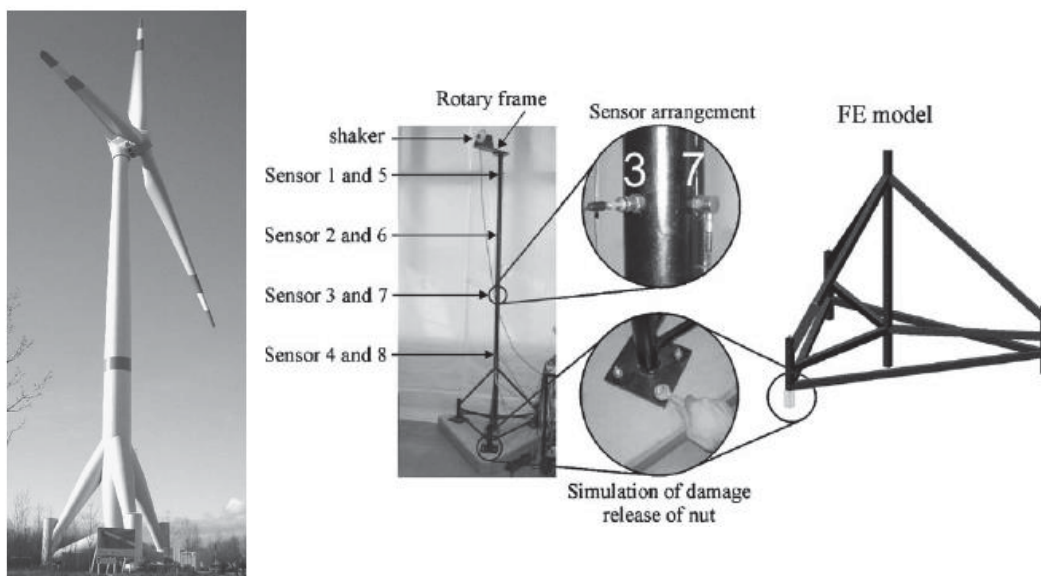 Rotary frame
Sensor arrangement
FE model
shaker
3 7
Sensor 1 and 5
Sensor 2 and 6
Sensor 3 and 7
Sensor 4 and 8
Simulation of damage
release of nut